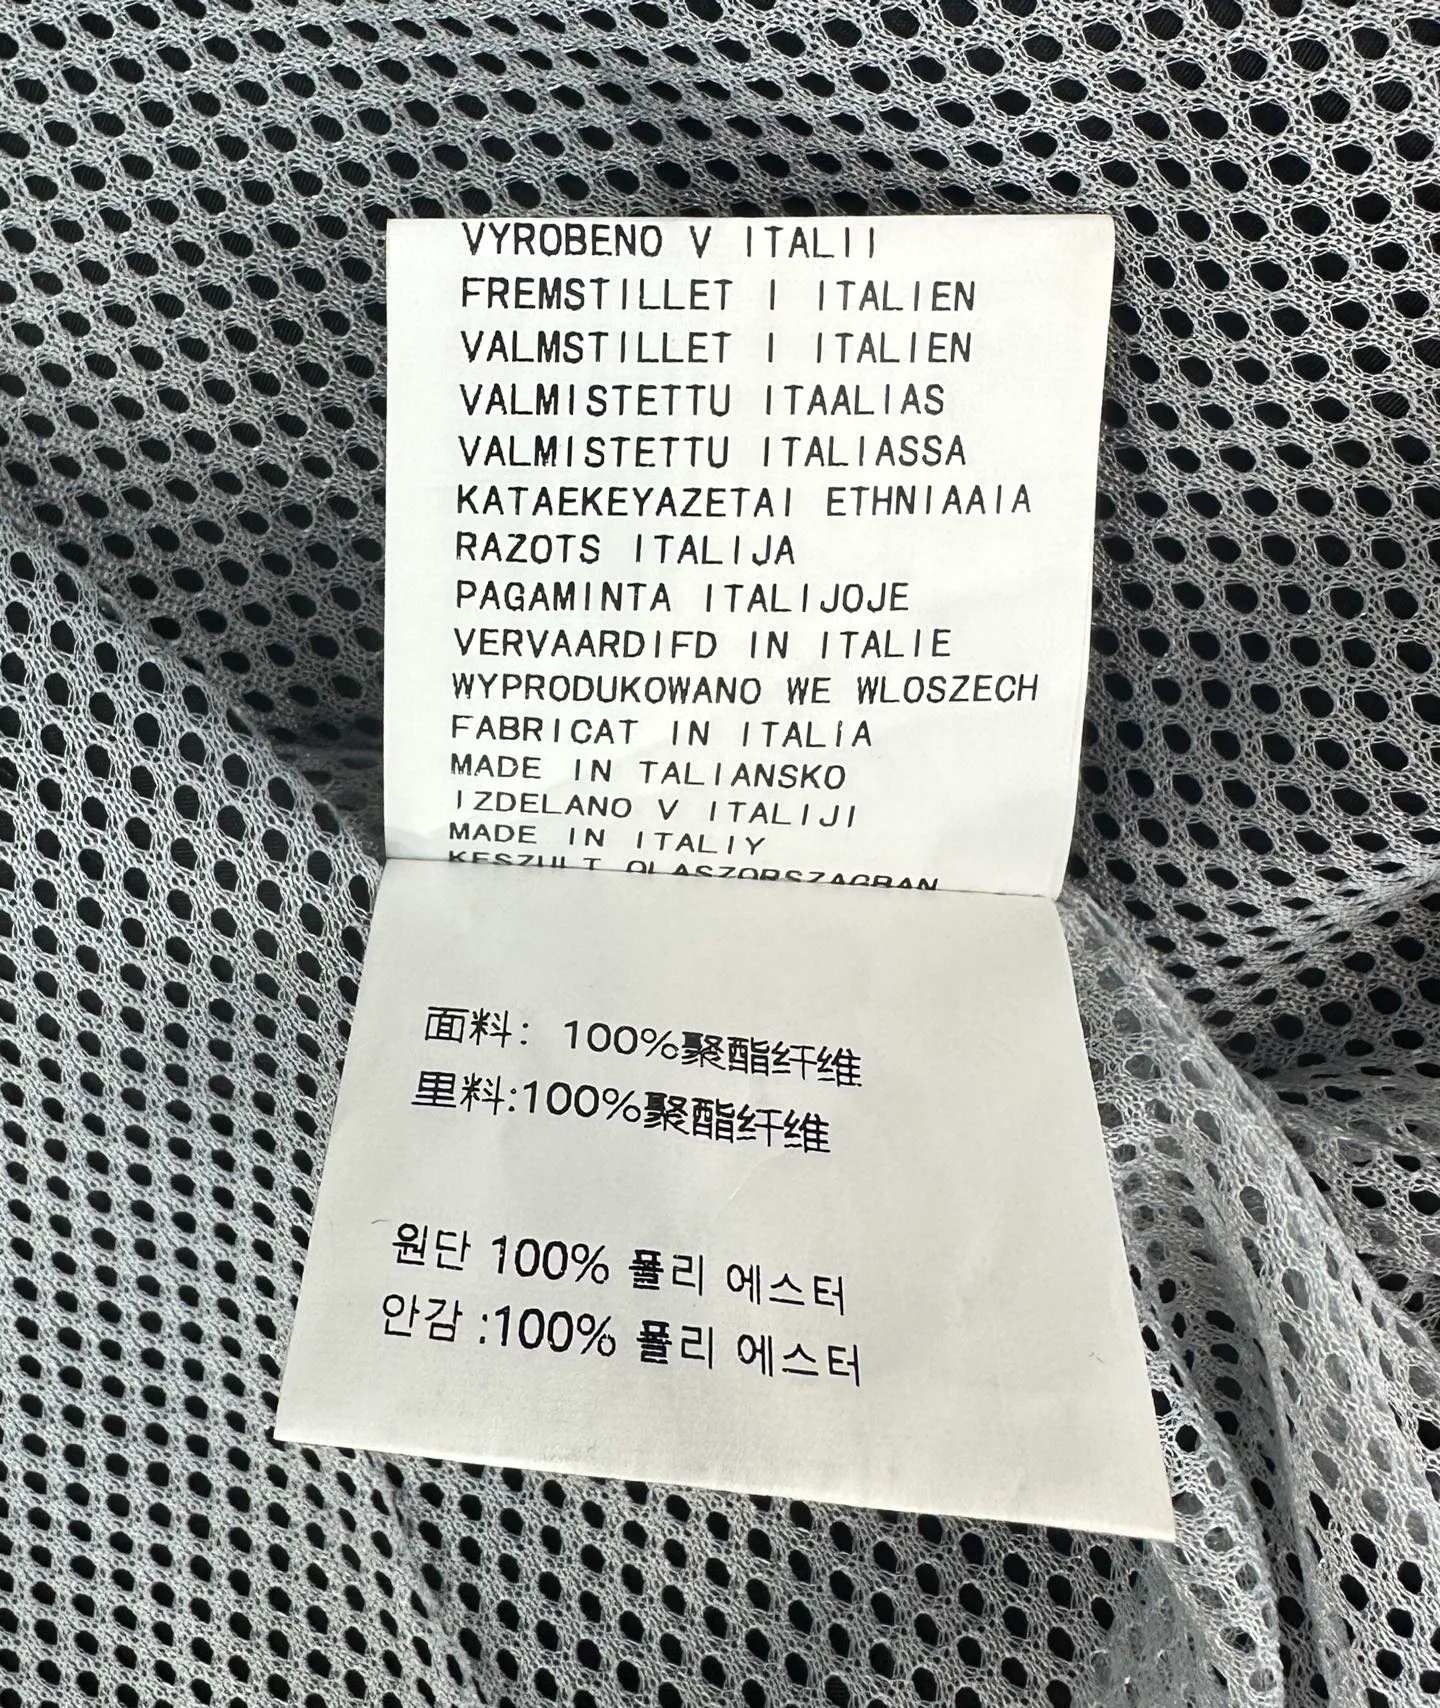 VYROBENO V ITALII
FREMSTILLET I ITALIEN
VALMSTILLET I ITALIEN
VALMISTETTU ITAALIAS
VALMISTETTU ITALIASSA
KATAEKEYAZETAI ETHNIAAIA
RAZOTS ITALIJA
PAGAMINTA ITALIJOJE
VERVAARDIFD IN ITALIE
WYPRODUKOWANO WE WLOSZECH
FABRICAT IN ITALIA
MADE IN TALIANSKO
IZDELANO V ITALIJI
MADE IN ITALIY
KESZULT OLASZORSZAGBAN
面料: 100%聚酯纤维
里料:100%聚酯纤维
원단 100% 폴리 에스터
안감 :100% 폴리 에스터